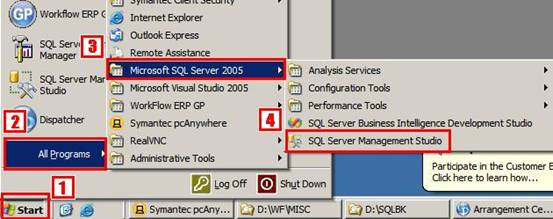 Workflow ERP GP
SQL Server
Manager
SQL Server Man
Studio
Dispatcher
All Programs
Log Off
Shut Down
Symantec Client Security
Internet Explorer
Outlook Express
Remote Assistance
Microsoft SQL Server 2005
Microsoft Visual Studio 2005
WorkFlow ERP GP
Symantec pcAnywhere
RealVNC
Administrative Tools
Analysis Services
Configuration Tools
Performance Tools
SQL Server Business Intelligence Development Studio
SQL Server Management Studio
Participate in the Customer E
Click here to learn how...
1
2
3
4
Start
Symantec pcAny...
D:\WF\MISC
D:\SQLBK
Arrangement Ce...